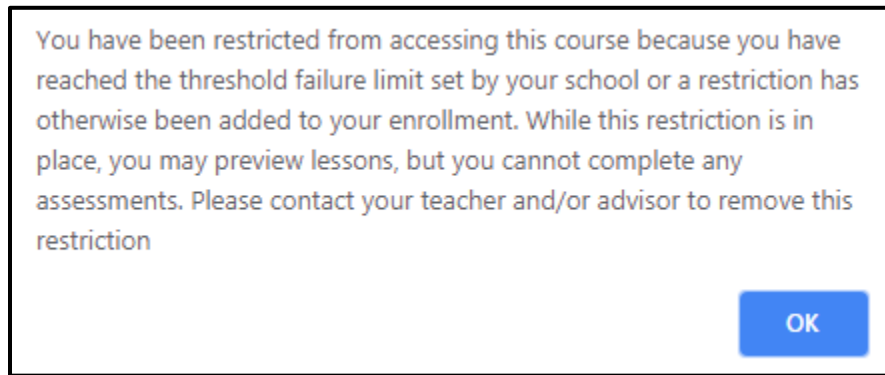 You have been restricted from accessing this course because you have
reached the threshold failure limit set by your school or a restriction has
otherwise been added to your enrollment. While this restriction is in
place, you may preview lessons, but you cannot complete any
assessments. Please contact your teacher and/or advisor to remove this
restriction
OK